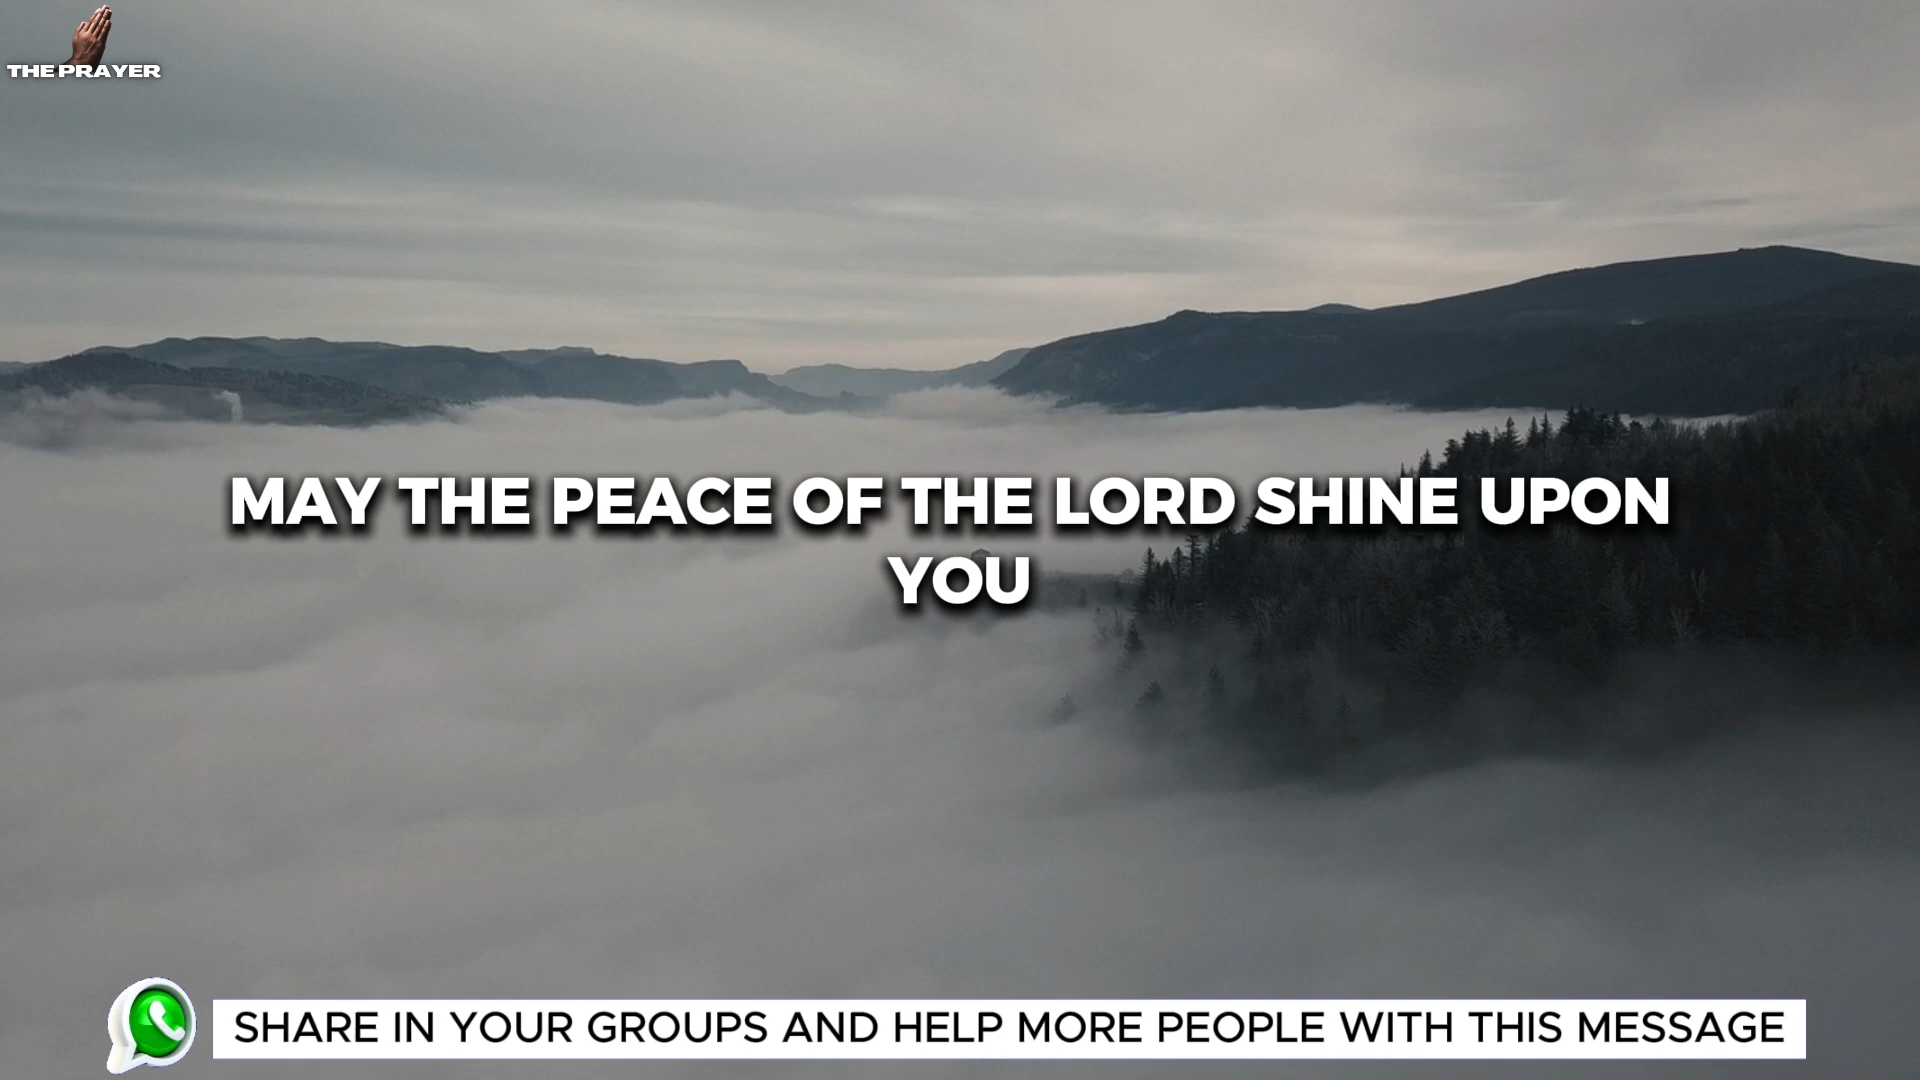 THE PRAYER
MAY THE PEACE OF THE LORD SHINE UPON
YOU
SHARE IN YOUR GROUPS AND HELP MORE PEOPLE WITH THIS MESSAGE